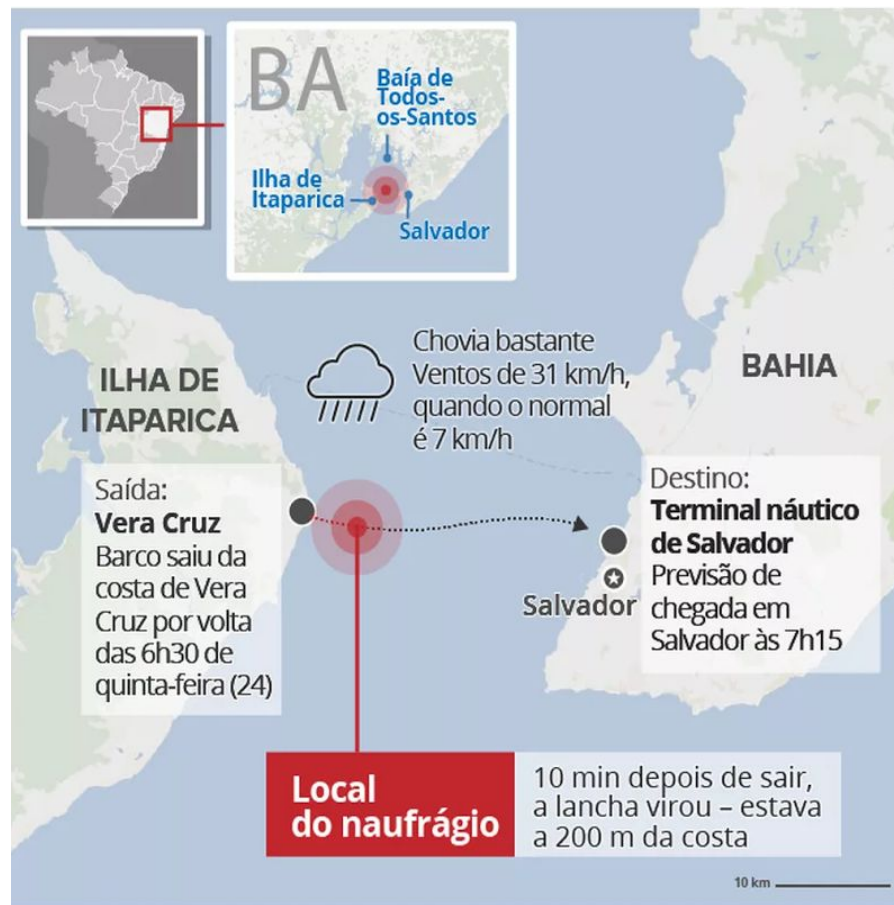 BA
Baía de
Todos-
os-Santos
Ilha de
Itaparica
Salvador
Chovia bastante
Ventos de 31 km/h,
quando o normal
é 7 km/h
ILHA DE
ITAPARICA
BAHIA
Saída:
Vera Cruz
Barco saiu da
costa de Vera
Cruz por volta
das 6h30 de
quinta-feira (24)
Destino:
Terminal náutico
de Salvador
Previsão de
chegada em
Salvador às 7h15
Salvador
Local
do naufrágio
10 min depois de sair,
a lancha virou – estava
a 200 m da costa
10 km